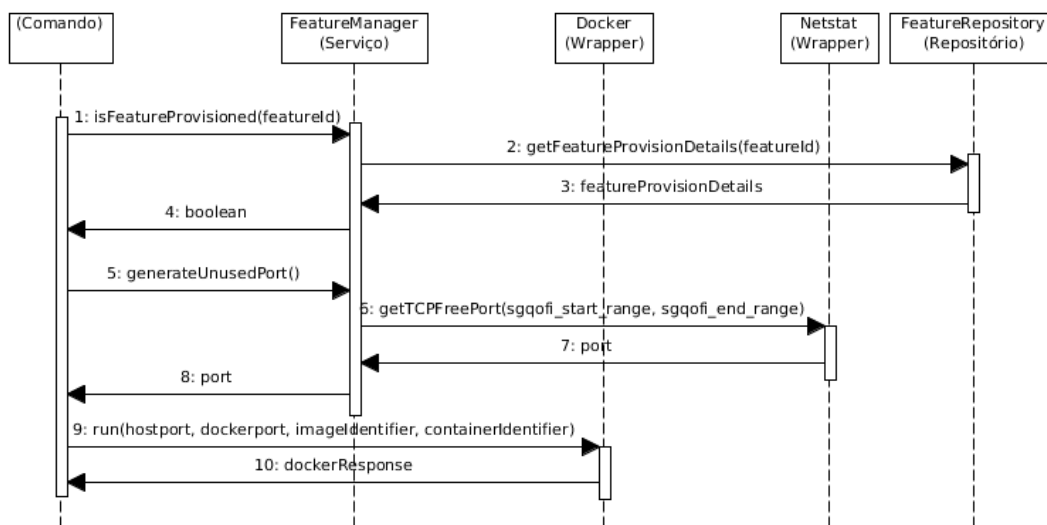 (Comando)
FeatureManager
(Serviço)
Docker
(Wrapper)
Netstat
(Wrapper)
FeatureRepository
(Repositório)
1: isFeatureProvisioned(featureId)
2: getFeatureProvisionDetails(featureId)
3: featureProvisionDetails
4: boolean
5: generateUnusedPort()
6: getTCPFreePort(sgqofi_start_range, sgqofi_end_range)
7: port
8: port
9: run(hostport, dockerport, imageIdentifier, containerIdentifier)
10: dockerResponse